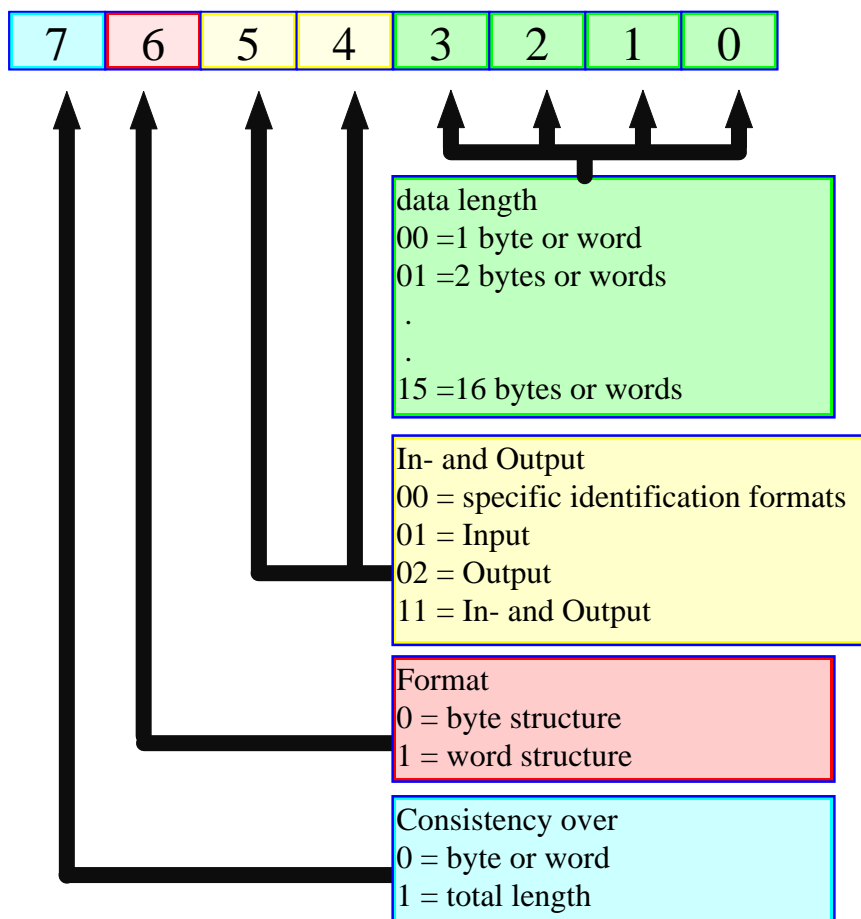 7 6 5 4 3 2 1 0
data length
00 =1 byte or word
01 =2 bytes or words
.
.
15 =16 bytes or words
In- and Output
00 = specific identification formats
01 = Input
02 = Output
11 = In- and Output
Format
0 = byte structure
1 = word structure
Consistency over
0 = byte or word
1 = total length